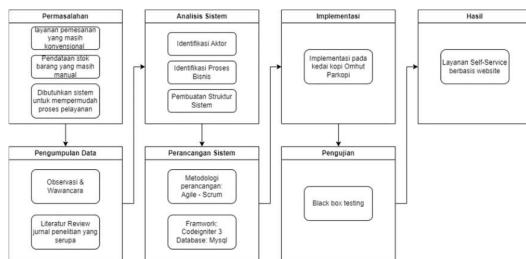 Permasalahan
layanan pemesanan
yang masih
konvensional
Pendataan stok
barang yang masih
manual
Dibutuhkan sistem
untuk mempermudah
proses pelayanan
Pengumpulan Data
Observasi &
Wawancara
Literatur Review
jurnal penelitian yang
serupa
Analisis Sistem
Identifikasi Aktor
Identifikasi Proses
Bisnis
Pembuatan Struktur
Sistem
Perancangan Sistem
Metodologi
perancangan:
Agile - Scrum
Framwork:
Codeigniter 3
Database: Mysql
Implementasi
Implementasi pada
kedai kopi Omhut
Parkopi
Pengujian
Black box testing
Hasil
Layanan Self-Service
berbasis website